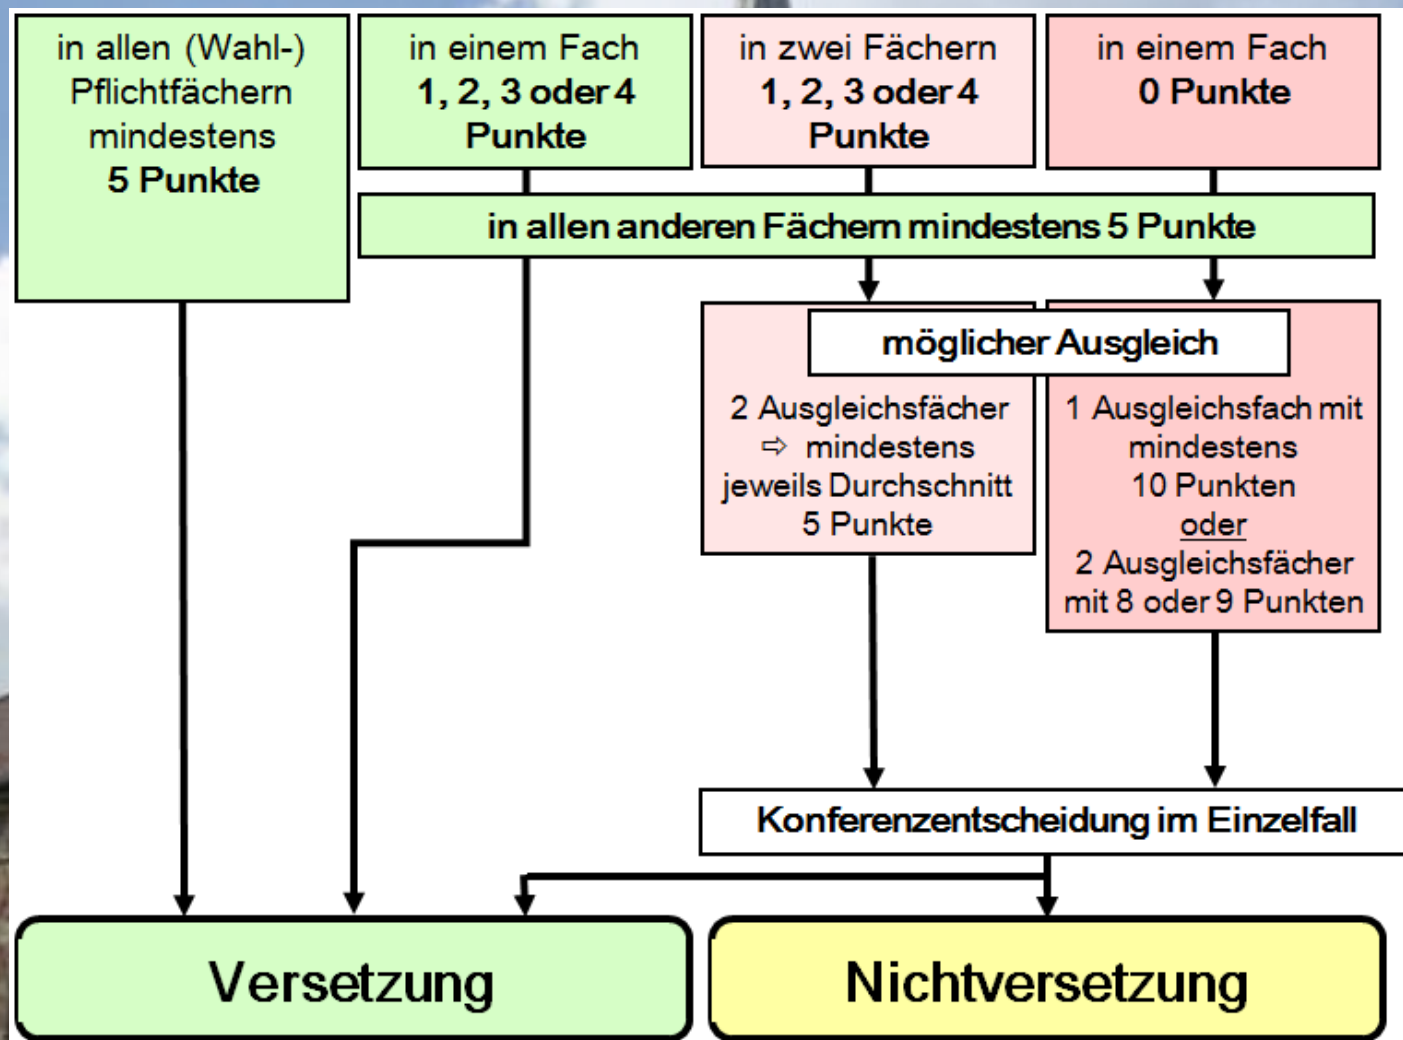 in allen (Wahl-)
Pflichtfächern
mindestens
5 Punkte
in einem Fach
1, 2, 3 oder 4
Punkte
in zwei Fächern
1, 2, 3 oder 4
Punkte
in einem Fach
0 Punkte
in allen anderen Fächern mindestens 5 Punkte
möglicher Ausgleich
2 Ausgleichsfächer
⇨ mindestens
jeweils Durchschnitt
5 Punkte
1 Ausgleichsfach mit
mindestens
10 Punkten
oder
2 Ausgleichsfächer
mit 8 oder 9 Punkten
Konferenzentscheidung im Einzelfall
Versetzung
Nichtversetzung